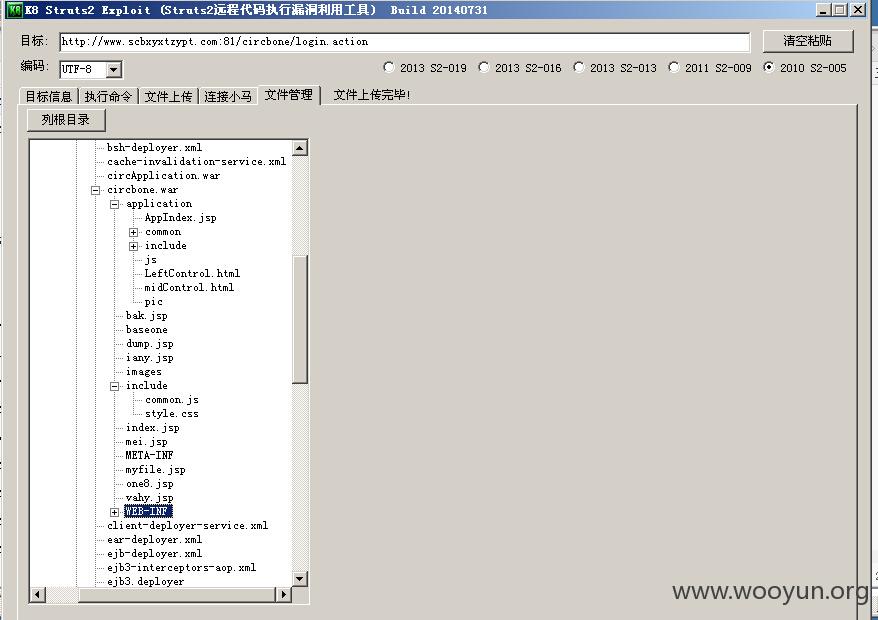 K8 Struts2 Exploit (Struts2远程代码执行漏洞利用工具) Build 20140731
目标: http://www.scbxyxtzypt.com:81/circbone/login.action 清空粘贴
编码: UTF-8 2013 S2-019 2013 S2-016 2013 S2-013 2011 S2-009 2010 S2-005
目标信息 执行命令 文件上传 连接小马 文件管理 文件上传完毕!
列根目录
bsh-deployer.xml
cache-invalidation-service.xml
circApplication.war
circbone.war
application
AppIndex.jsp
common
include
js
LeftControl.html
midControl.html
pic
bak.jsp
baseone
dump.jsp
iany.jsp
images
include
common.js
style.css
index.jsp
mei.jsp
META-INF
myfile.jsp
one8.jsp
vahy.jsp
WEB-INF
client-deployer-service.xml
ear-deployer.xml
ejb-deployer.xml
ejb3-interceptors-aop.xml
ejb3.deployer
www.wooyun.org